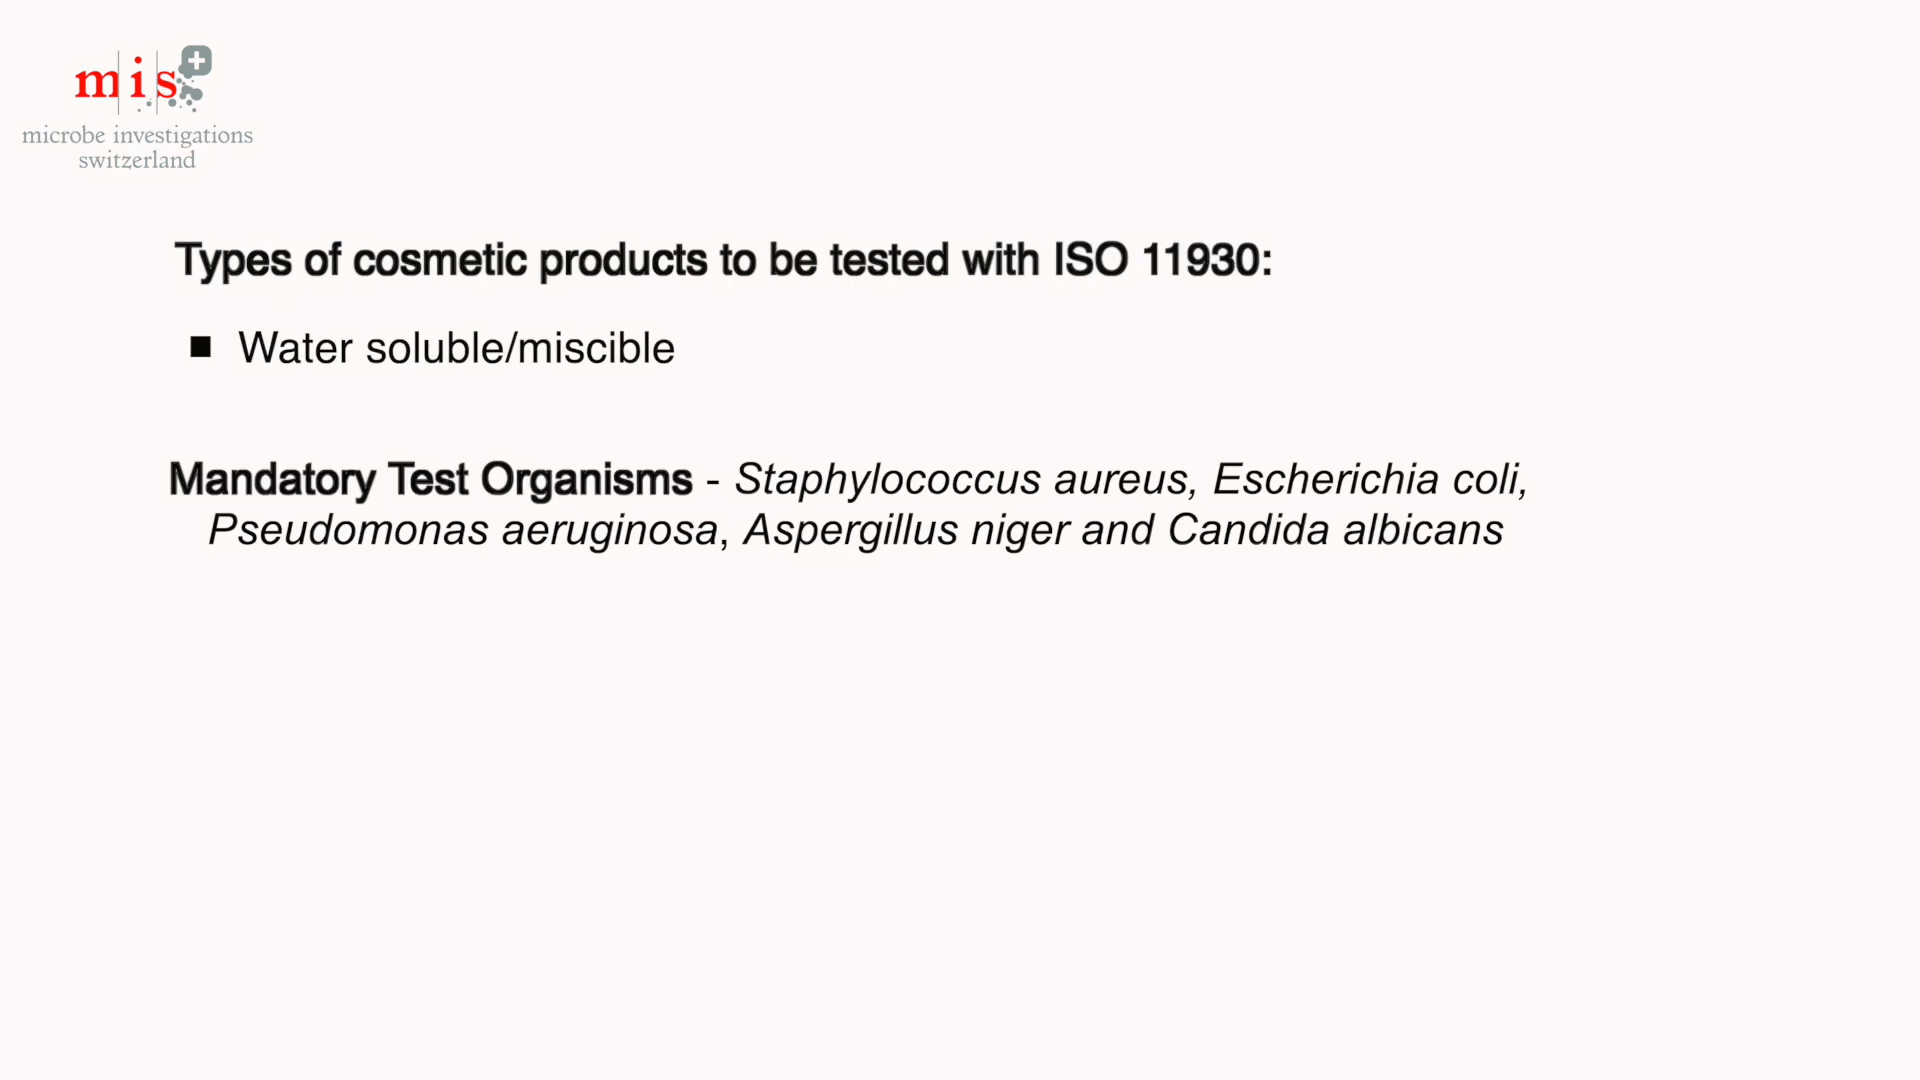 mis
microbe investigations
switzerland
Types of cosmetic products to be tested with ISO 11930:
■ Water soluble/miscible
Mandatory Test Organisms - Staphylococcus aureus, Escherichia coli,
Pseudomonas aeruginosa, Aspergillus niger and Candida albicans